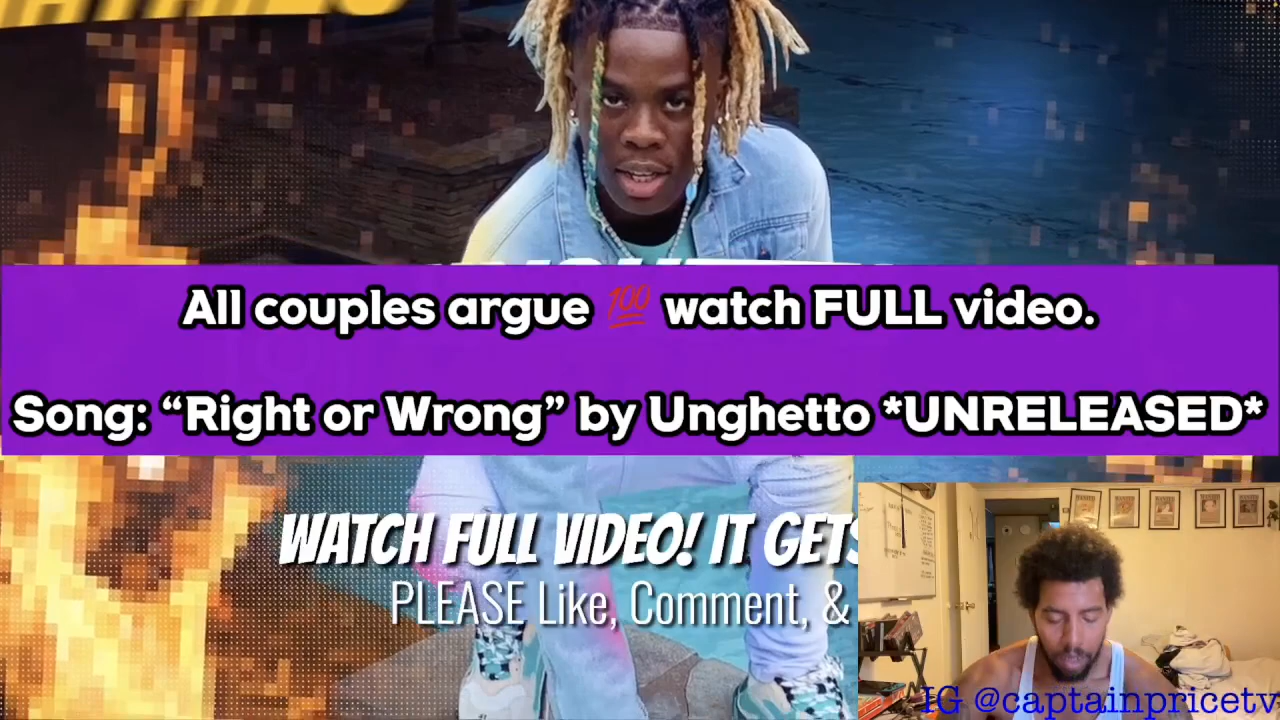 All couples argue 💯 watch FULL video.
Song: “Right or Wrong” by Unghetto *UNRELEASED*
WATCH FULL VIDEO! IT GETS
PLEASE Like, Comment, &
IG @captainpricetv